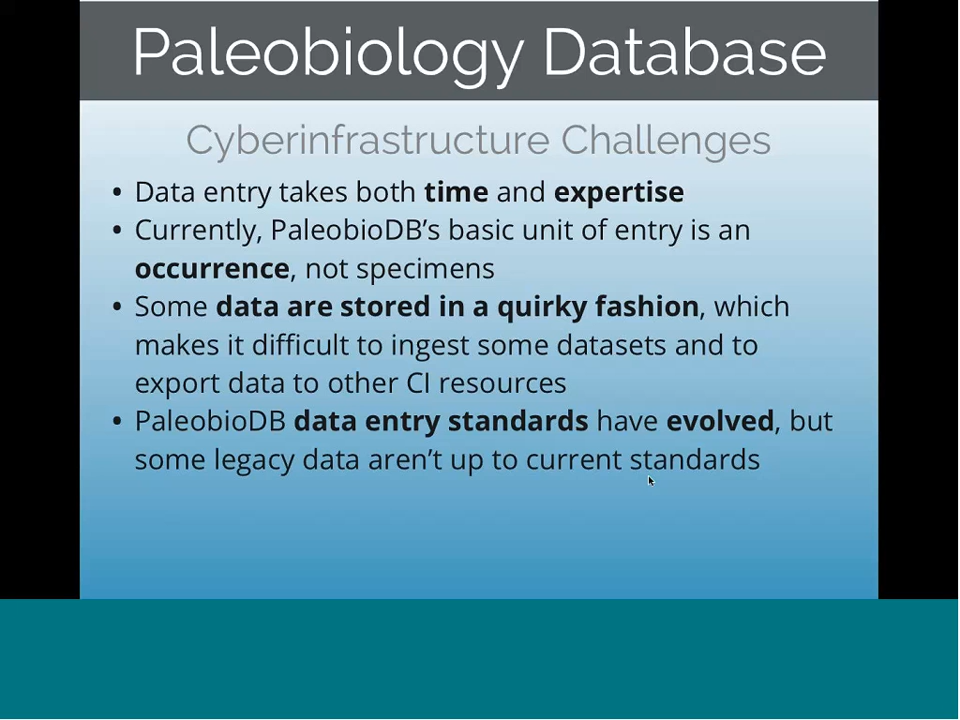 Paleobiology Database
Cyberinfrastructure Challenges
• Data entry takes both time and expertise
• Currently, PaleobioDB’s basic unit of entry is an
occurrence, not specimens
• Some data are stored in a quirky fashion, which
makes it difficult to ingest some datasets and to
export data to other CI resources
• PaleobioDB data entry standards have evolved, but
some legacy data aren’t up to current standards